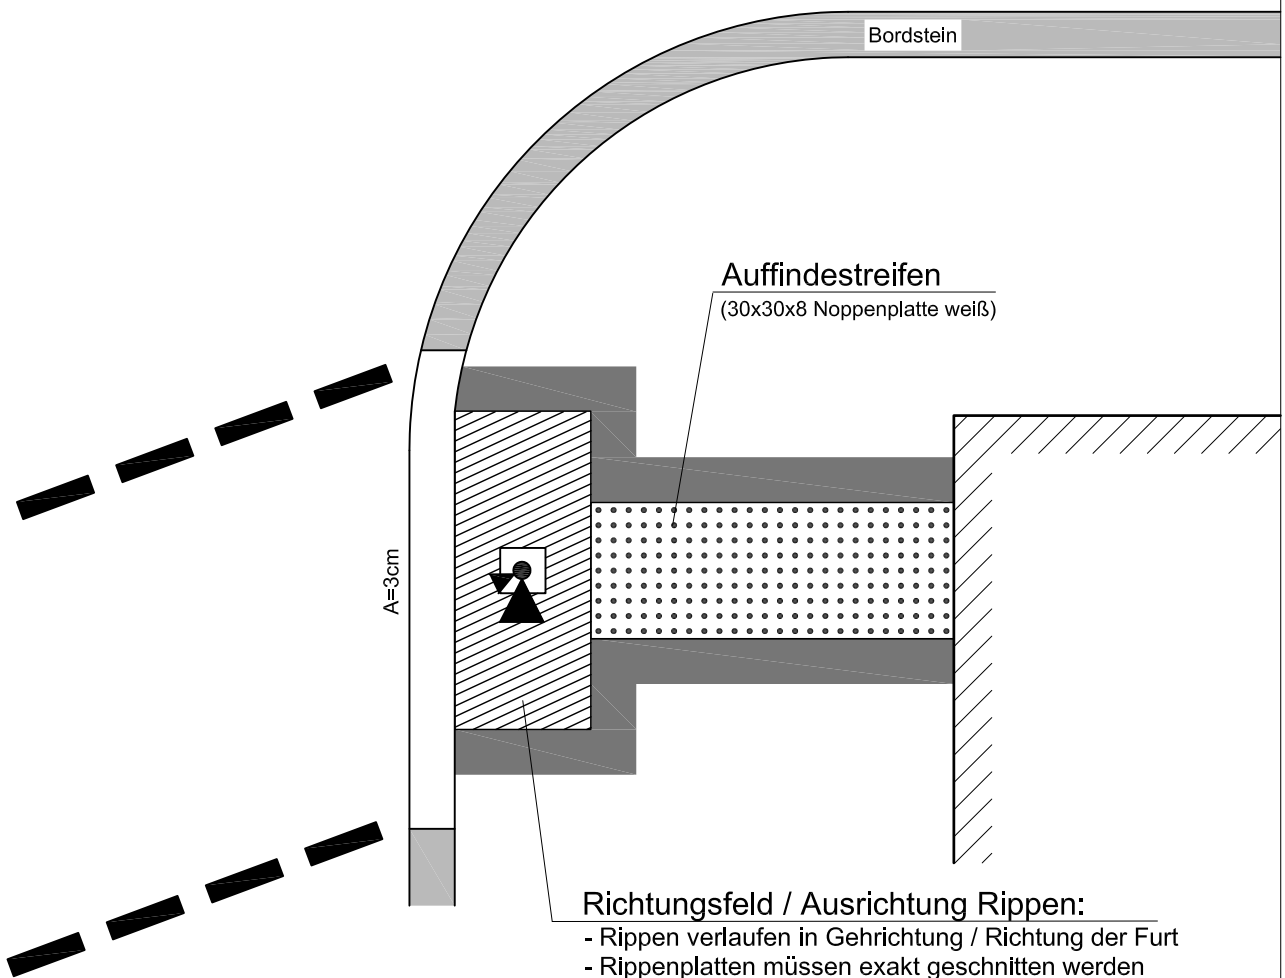 Bordstein
Auffindestreifen
(30x30x8 Noppenplatte weiß)
A=3cm
Richtungsfeld / Ausrichtung Rippen:
- Rippen verlaufen in Gehrichtung / Richtung der Furt
- Rippenplatten müssen exakt geschnitten werden